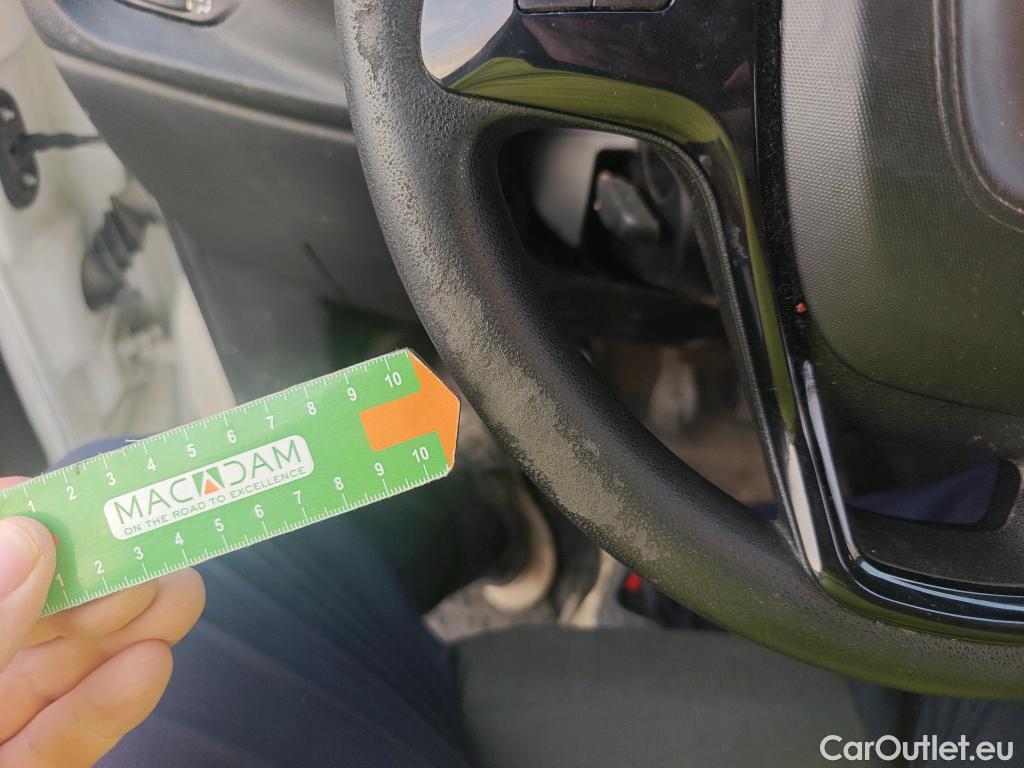 1 2 3 4 5 6 7 8 9 10
MACADAM
ON THE ROAD TO EXCELLENCE
1 2 3 4 5 6 7 8 9 10
CarOutlet.eu